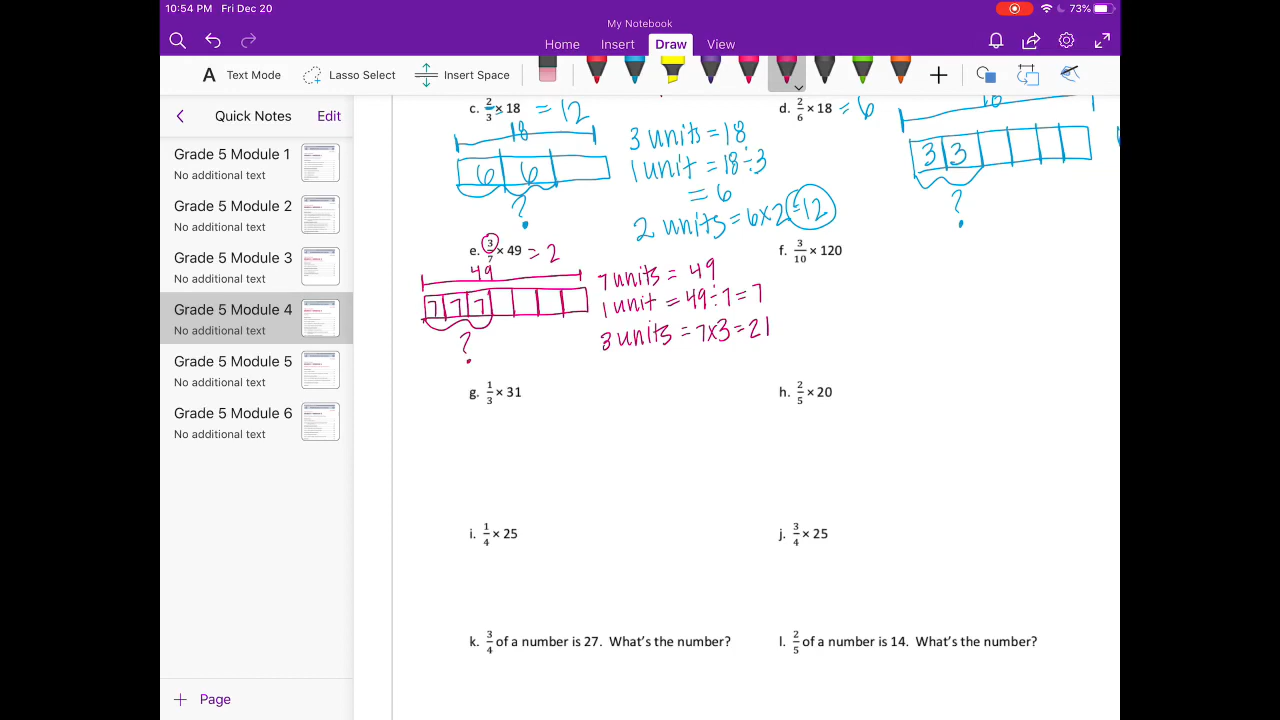 10:54 PM Fri Dec 20 73%
My Notebook
Home Insert Draw View
A Text Mode Lasso Select Insert Space
Quick Notes Edit
Grade 5 Module 1
No additional text
Grade 5 Module 2
No additional text
Grade 5 Module 3
No additional text
Grade 5 Module 4
No additional text
Grade 5 Module 5
No additional text
Grade 6 Module 6
No additional text
+ Page
c. 2/3 × 18 = 12
18
6 6
?
3 units = 18
1 unit = 18 ÷ 3
= 6
2 units = 6 x 2 = 12
d. 2/6 × 18 = 6
3 3
?
e. 3/7 × 49 = 2
49
7 7 7
?
7 units = 49
1 unit = 49 ÷ 7 = 7
3 units = 7x3 = 21
f. 3/10 × 120
g. 1/3 × 31
h. 2/5 × 20
i. 1/4 × 25
j. 3/4 × 25
k. 3/4 of a number is 27. What's the number?
l. 2/5 of a number is 14. What's the number?